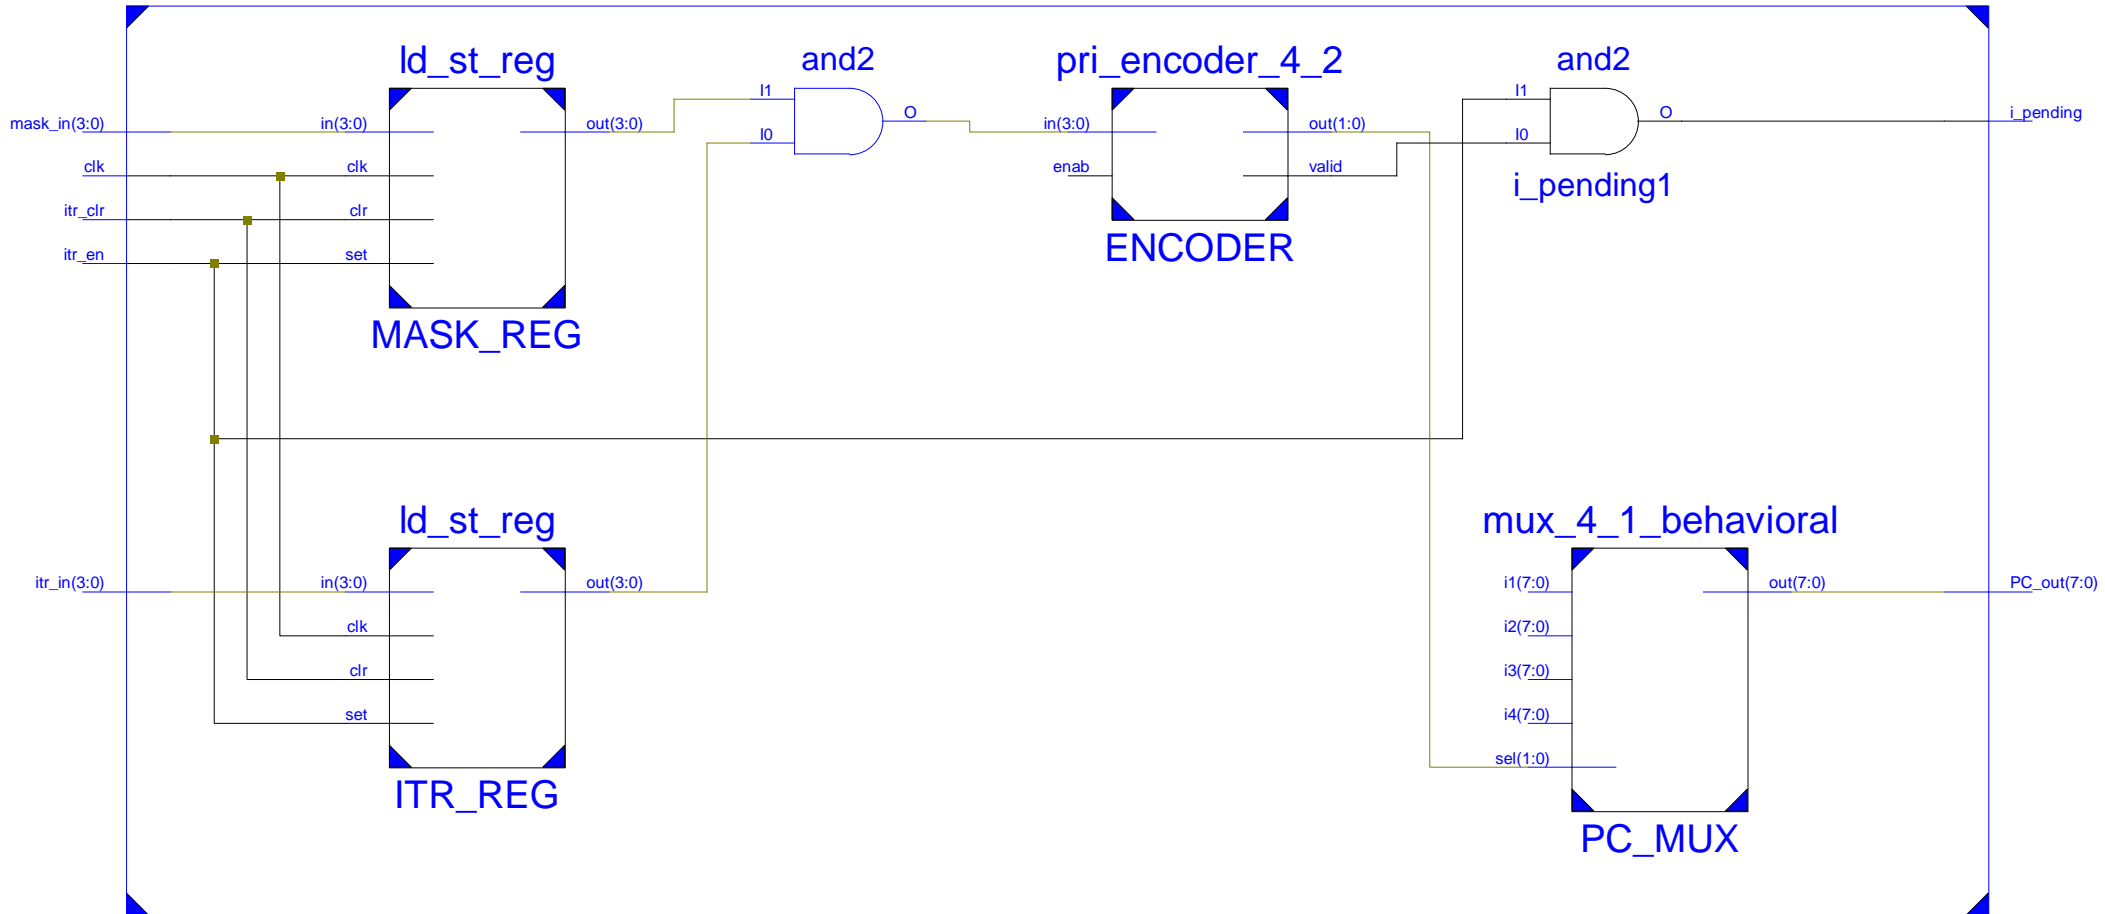 ld_st_reg
and2
pri_encoder_4_2
and2
mask_in(3:0)
in(3:0)
out(3:0)
I1
O
in(3:0)
out(1:0)
I1
O
i_pending
clk
clk
I0
enab
valid
I0
itr_clr
clr
i_pending1
itr_en
set
ENCODER
MASK_REG
ld_st_reg
mux_4_1_behavioral
itr_in(3:0)
in(3:0)
out(3:0)
i1(7:0)
out(7:0)
PC_out(7:0)
clk
i2(7:0)
clr
i3(7:0)
set
i4(7:0)
sel(1:0)
ITR_REG
PC_MUX